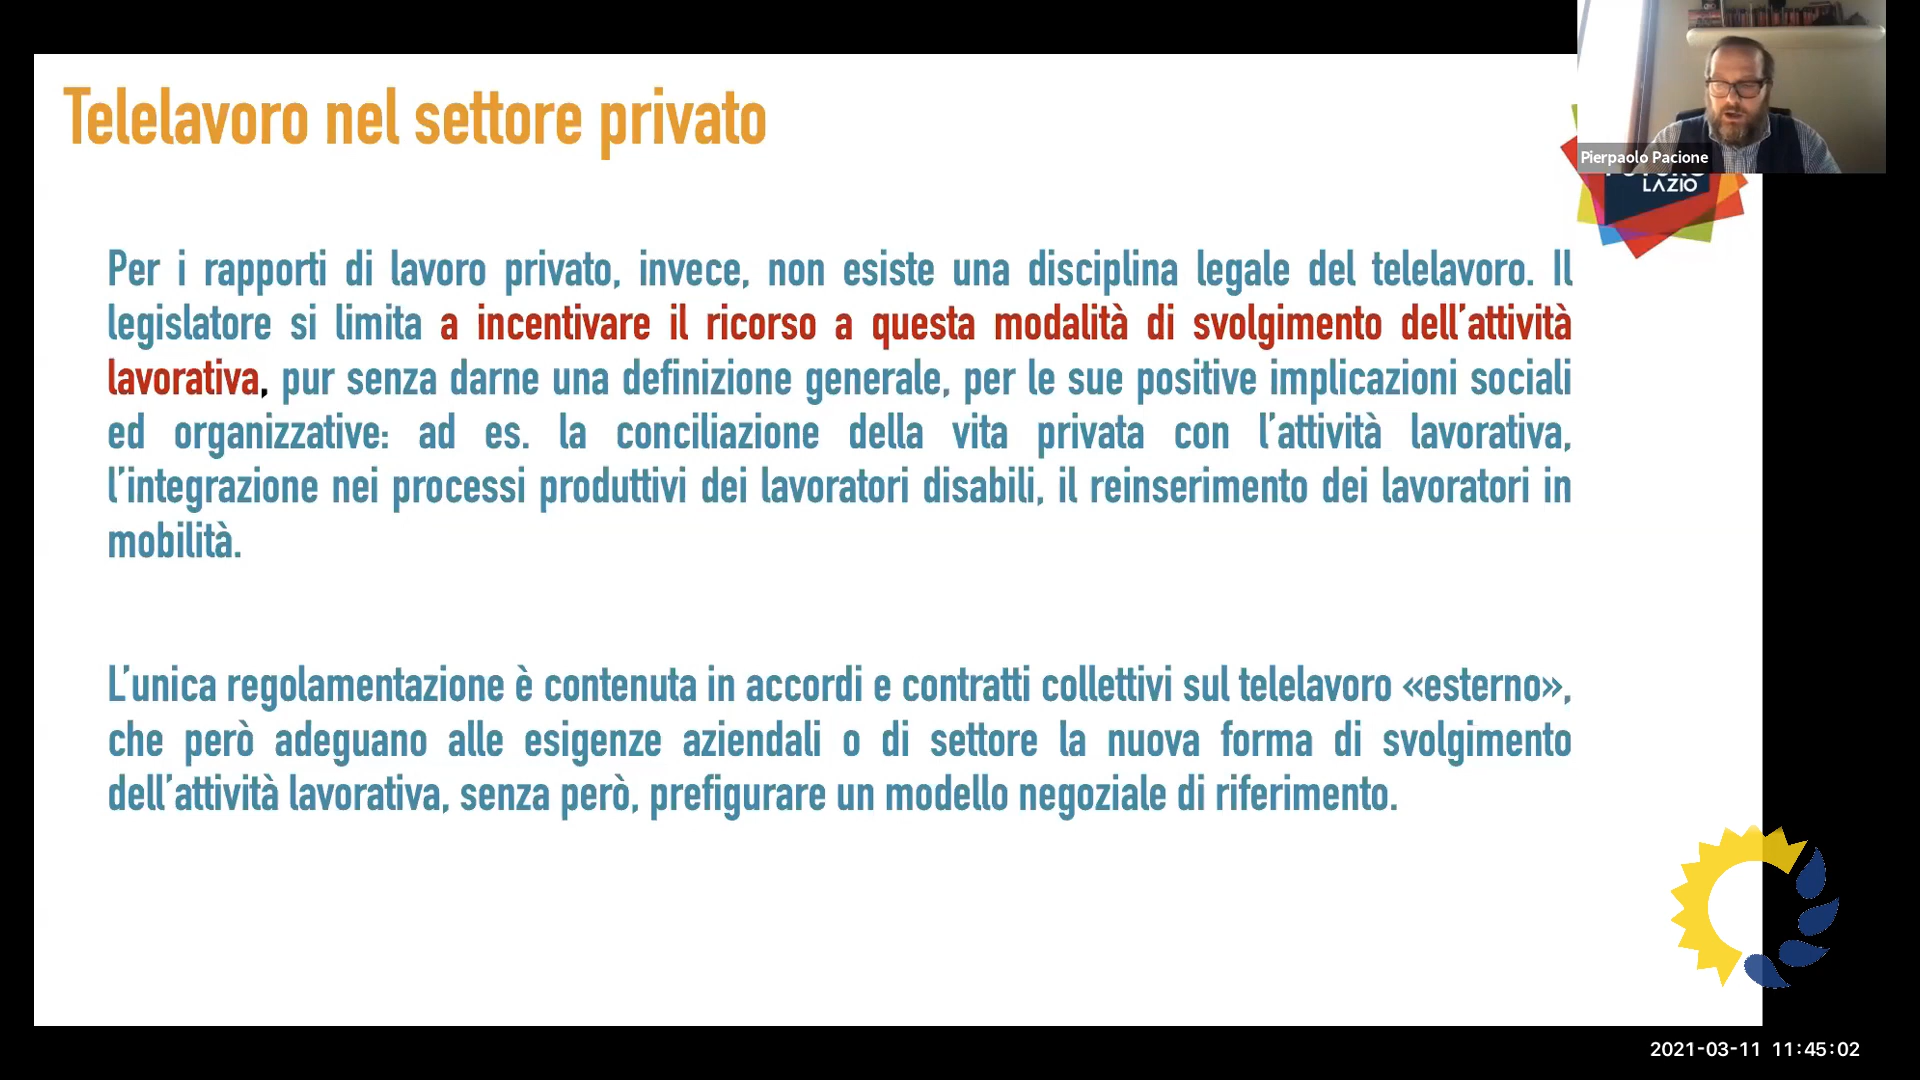 Telelavoro nel settore privato
Pierpaolo Pacione
LAZIO
Per i rapporti di lavoro privato, invece, non esiste una disciplina legale del telelavoro. Il
legislatore si limita a incentivare il ricorso a questa modalità di svolgimento dell’attività
lavorativa, pur senza darne una definizione generale, per le sue positive implicazioni sociali
ed organizzative: ad es. la conciliazione della vita privata con l’attività lavorativa,
l’integrazione nei processi produttivi dei lavoratori disabili, il reinserimento dei lavoratori in
mobilità.
L’unica regolamentazione è contenuta in accordi e contratti collettivi sul telelavoro «esterno»,
che però adeguano alle esigenze aziendali o di settore la nuova forma di svolgimento
dell’attività lavorativa, senza però, prefigurare un modello negoziale di riferimento.
2021-03-11 11:45:02